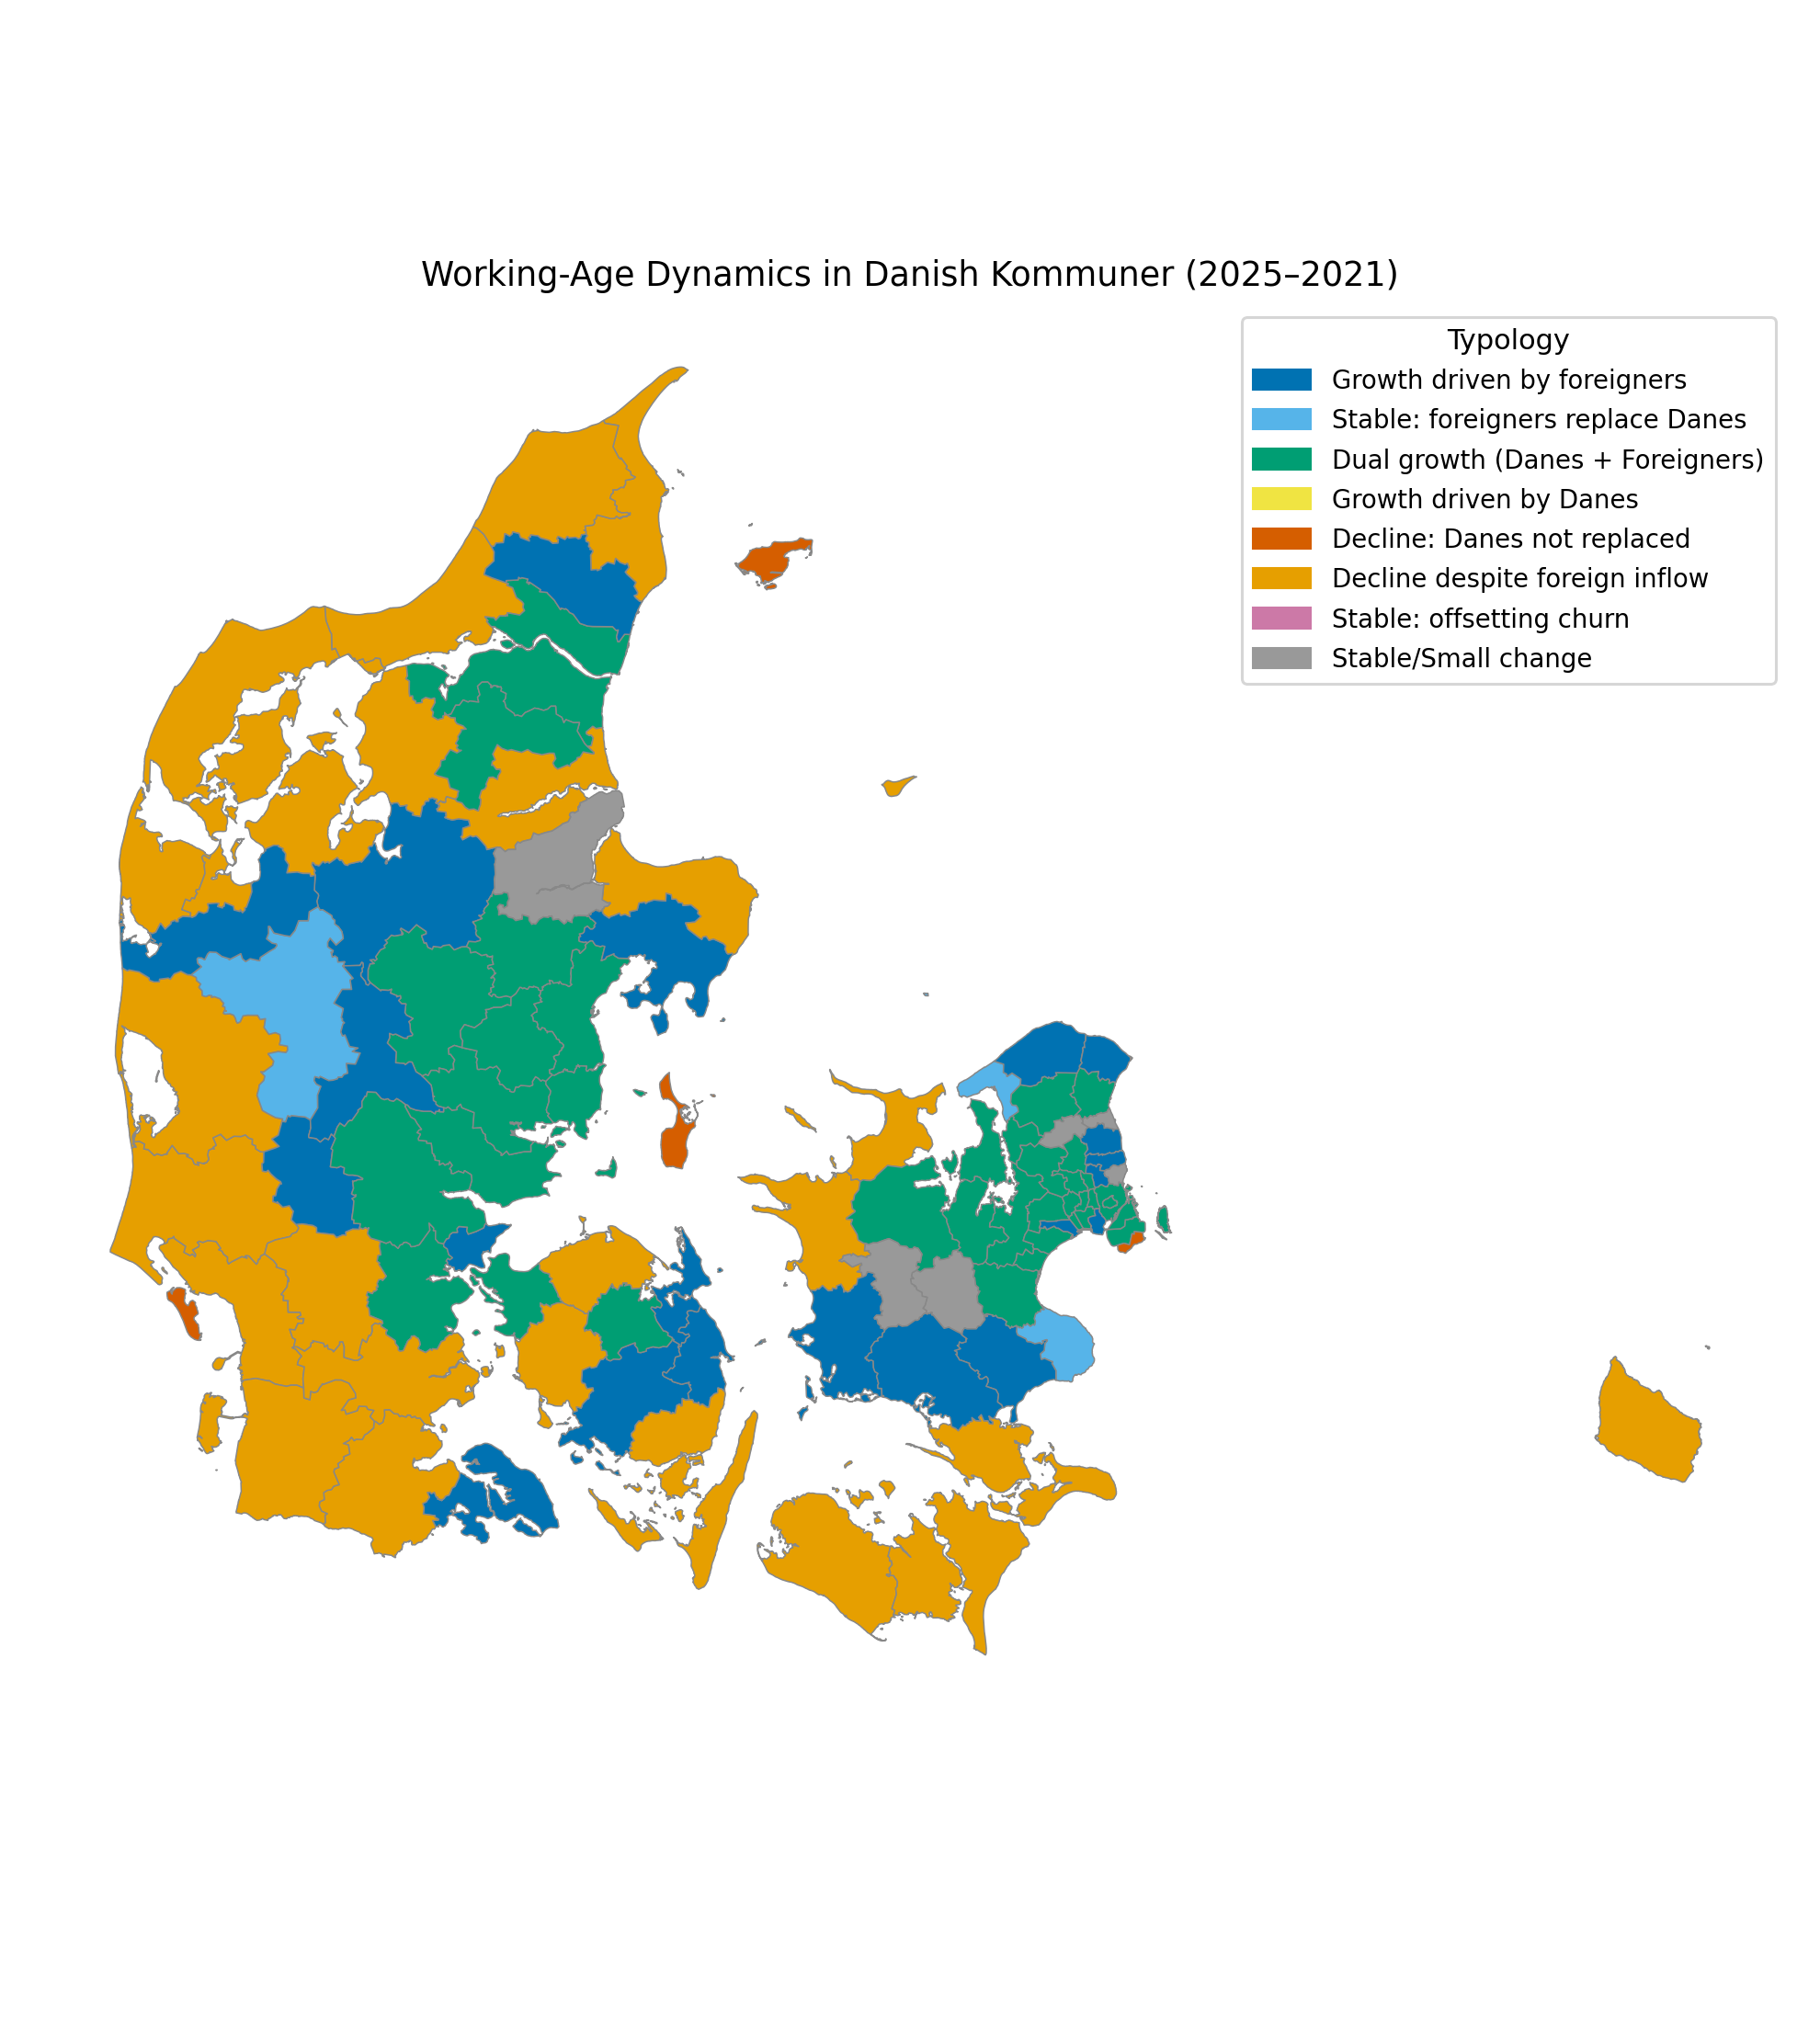 Working-Age Dynamics in Danish Kommuner (2025–2021)
Typology
Growth driven by foreigners
Stable: foreigners replace Danes
Dual growth (Danes + Foreigners)
Growth driven by Danes
Decline: Danes not replaced
Decline despite foreign inflow
Stable: offsetting churn
Stable/Small change